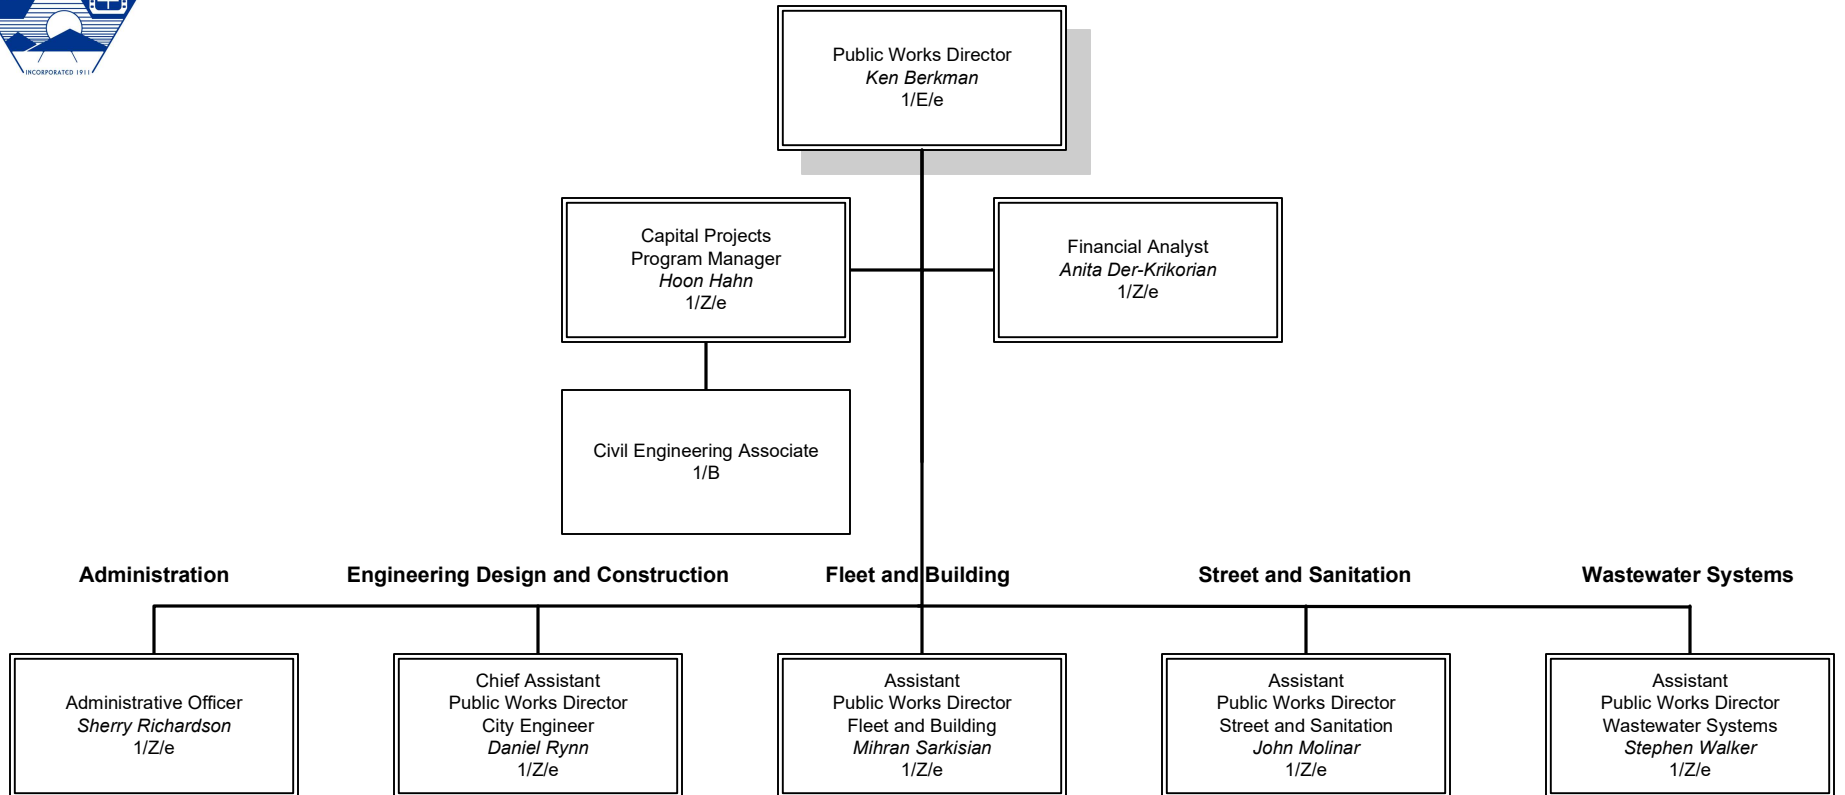 INCORPORATED 1911
Public Works Director
Ken Berkman
1/E/e
Capital Projects
Program Manager
Hoon Hahn
1/Z/e
Financial Analyst
Anita Der-Krikorian
1/Z/e
Civil Engineering Associate
1/B
Administration
Engineering Design and Construction
Fleet and Building
Street and Sanitation
Wastewater Systems
Administrative Officer
Sherry Richardson
1/Z/e
Chief Assistant
Public Works Director
City Engineer
Daniel Rynn
1/Z/e
Assistant
Public Works Director
Fleet and Building
Mihran Sarkisian
1/Z/e
Assistant
Public Works Director
Street and Sanitation
John Molinar
1/Z/e
Assistant
Public Works Director
Wastewater Systems
Stephen Walker
1/Z/e